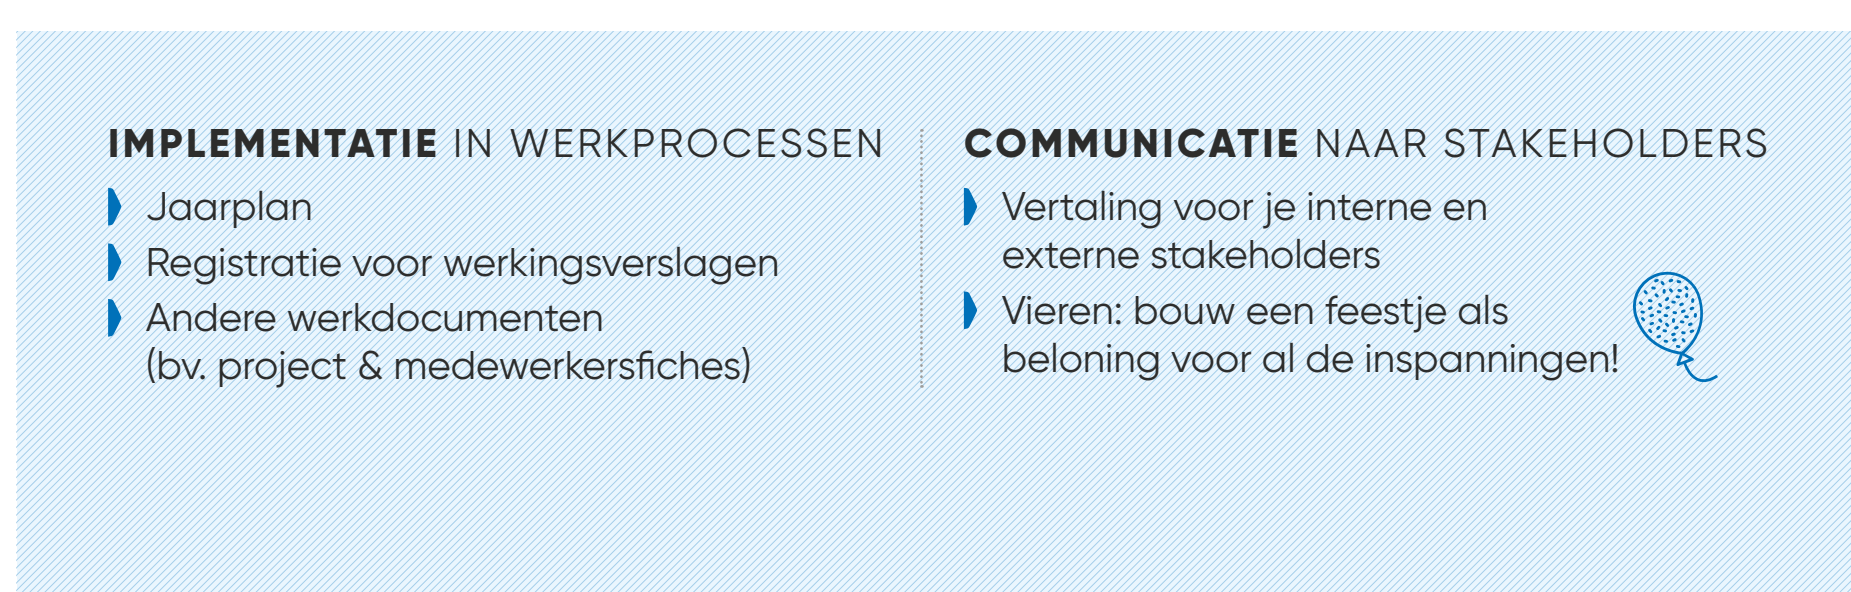 IMPLEMENTATIE IN WERKPROCESSEN
Jaarplan
Registratie voor werkingsverslagen
Andere werkdocumenten
(bv. project & medewerkersfiches)
COMMUNICATIE NAAR STAKEHOLDERS
Vertaling voor je interne en
externe stakeholders
Vieren: bouw een feestje als
beloning voor al de inspanningen!